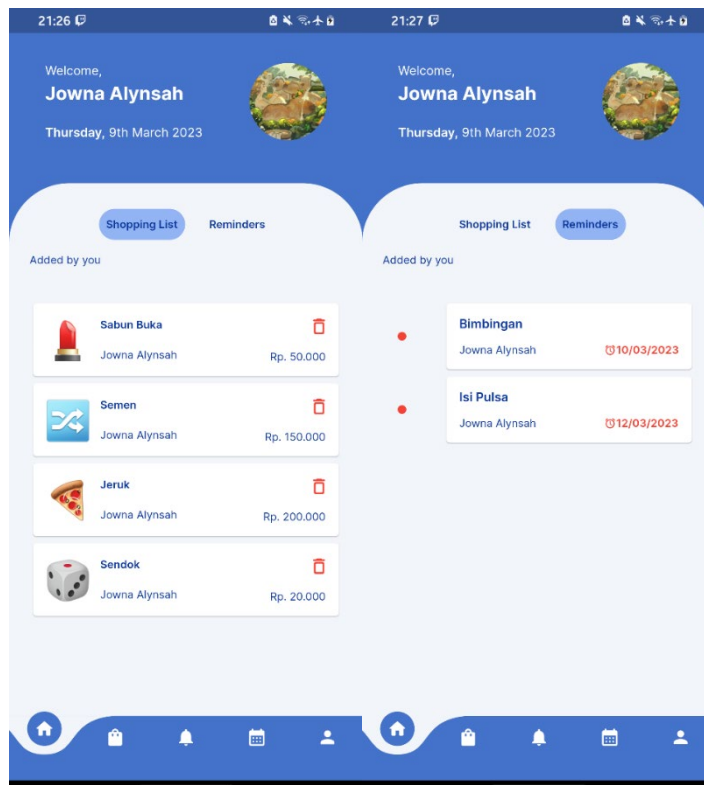 21:26
Welcome,
Jowna Alynsah
Thursday, 9th March 2023
Shopping List Reminders
Added by you
Sabun Buka
Jowna Alynsah Rp. 50.000
Semen
Jowna Alynsah Rp. 150.000
Jeruk
Jowna Alynsah Rp. 200.000
Sendok
Jowna Alynsah Rp. 20.000
21:27
Welcome,
Jowna Alynsah
Thursday, 9th March 2023
Shopping List Reminders
Added by you
Bimbingan
Jowna Alynsah 10/03/2023
Isi Pulsa
Jowna Alynsah 12/03/2023